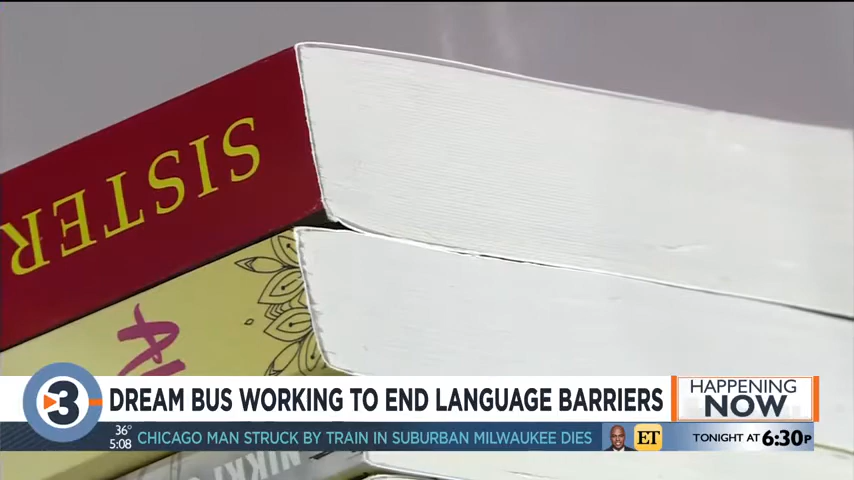 SISTER
3
DREAM BUS WORKING TO END LANGUAGE BARRIERS
HAPPENING
NOW
36°
5:08
CHICAGO MAN STRUCK BY TRAIN IN SUBURBAN MILWAUKEE DIES
ET
TONIGHT AT 6:30P
NIKKI